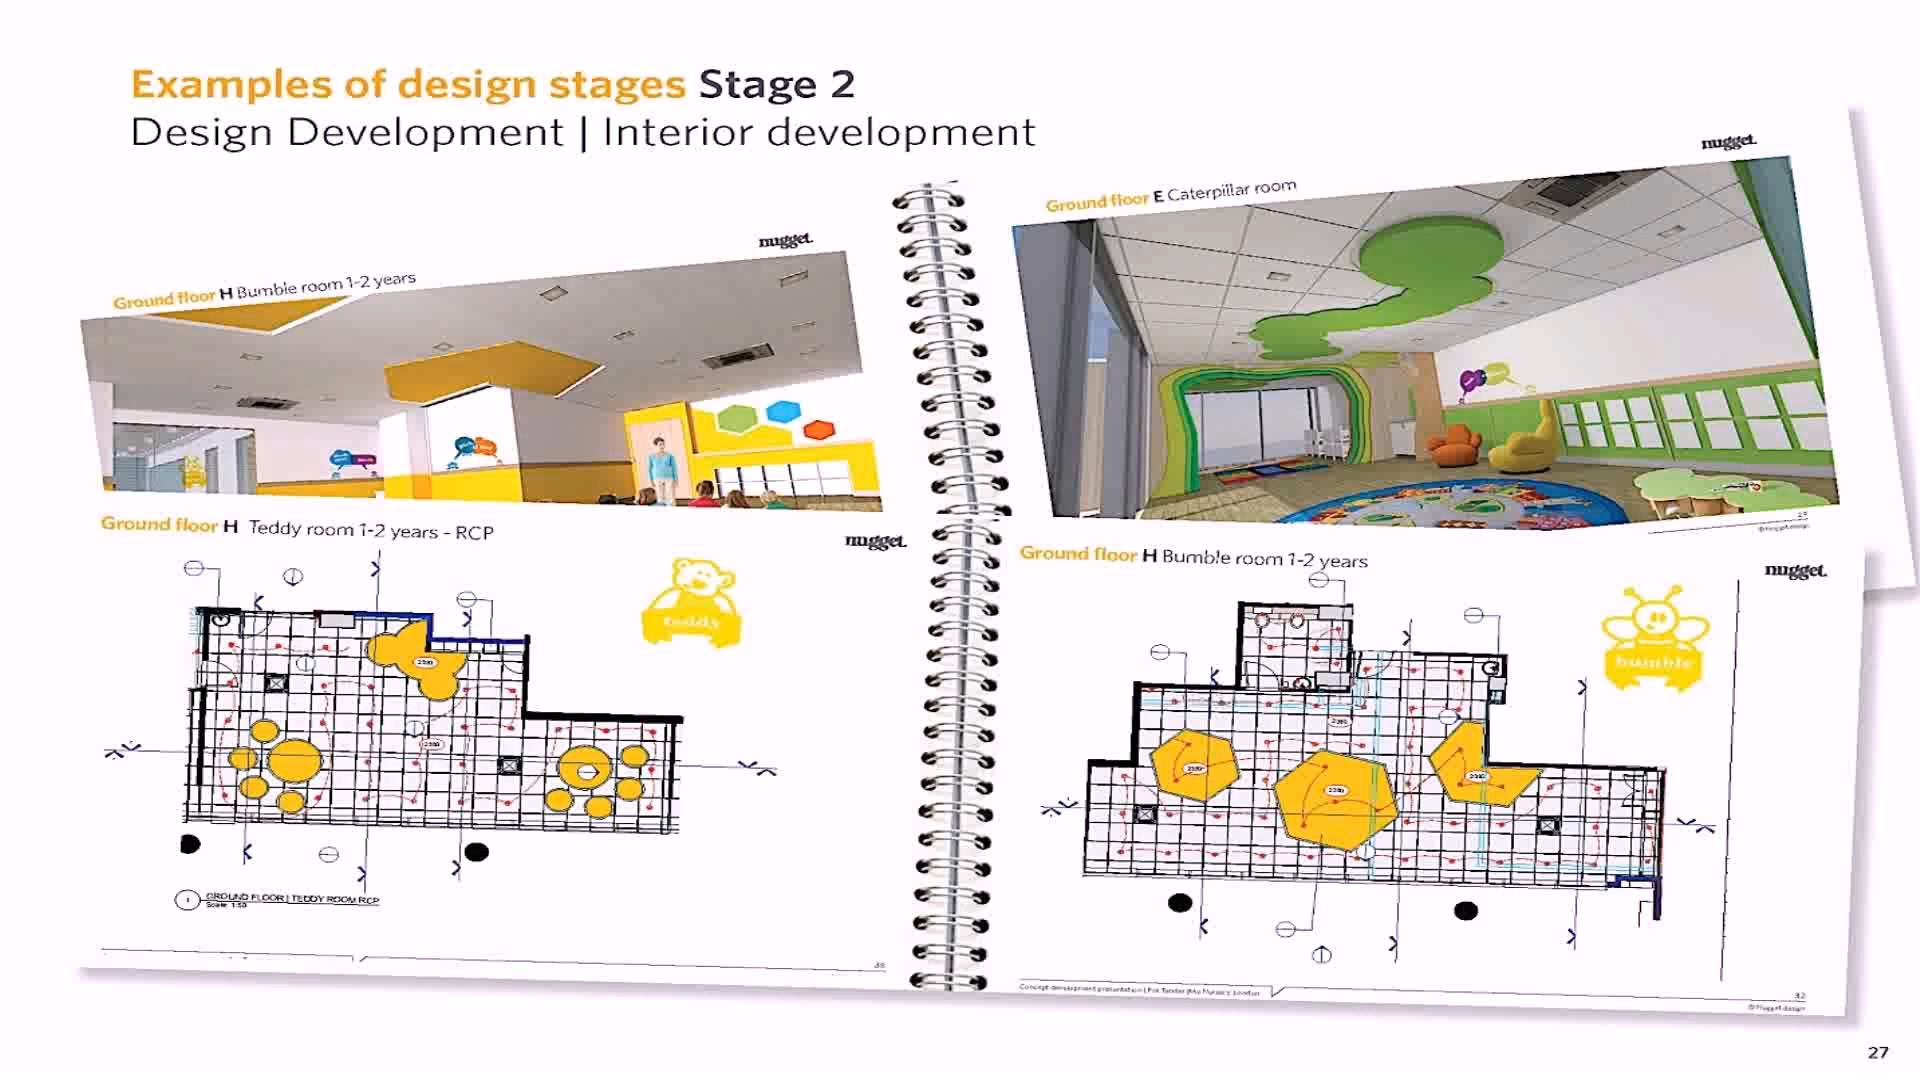 Examples of design stages Stage 2
Design Development | Interior development
nugget.
Ground floor E Caterpillar room
nugget.
Ground floor H Bumble room 1-2 years
Ground floor H Teddy room 1-2 years - RCP
nugget.
teddy
Ground floor H Bumble room 1-2 years
nugget.
bumble
GROUND FLOOR | TEDDY ROOM RCP
Scale 1:50
32
27